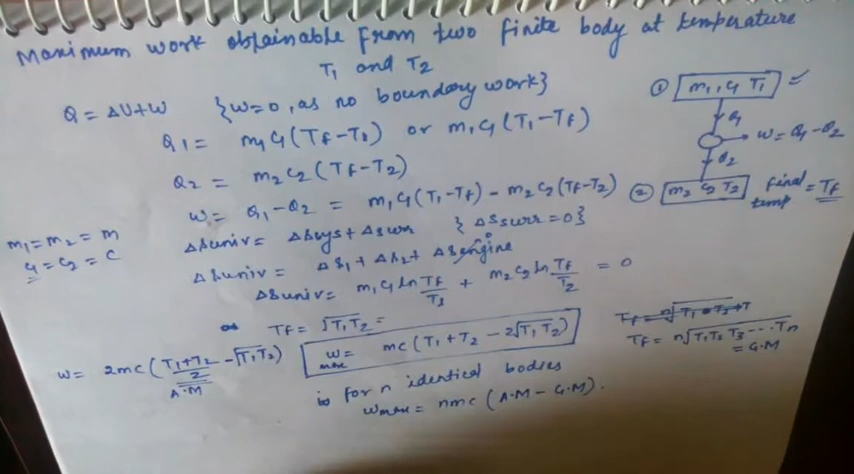 Maximum work obtainable from two finite body at temperature
T1 and T2
Q = ΔU+W {W=0, as no boundary work}
Q1 = m1C1(Tf-T1) or m1C1(T1-Tf)
Q2 = m2C2(Tf-T2)
W = Q1-Q2 = m1C1(T1-Tf) - m2C2(Tf-T2)
① m1, C1 T1 ✓
Q1
W = Q1-Q2
Q2
② m2 C2 T2 final temp = Tf
m1 = m2 = m
C1 = C2 = C
ΔSuniv = ΔSsys + ΔSsurr {ΔSsurr = 0}
ΔSuniv = ΔS1 + ΔS2 + ΔSengine 0
ΔSuniv = m1C1 ln Tf/T1 + m2C2 ln Tf/T2 = 0
Tf = √T1T2 =
W = 2mc(T1+T2/2 - √T1T2)
A.M
Wmax = mc(T1+T2-2√T1T2)
Tf = n√T1T2T3...Tn
= G.M
for n identical bodies
Wmax = nmc(A.M-G.M).